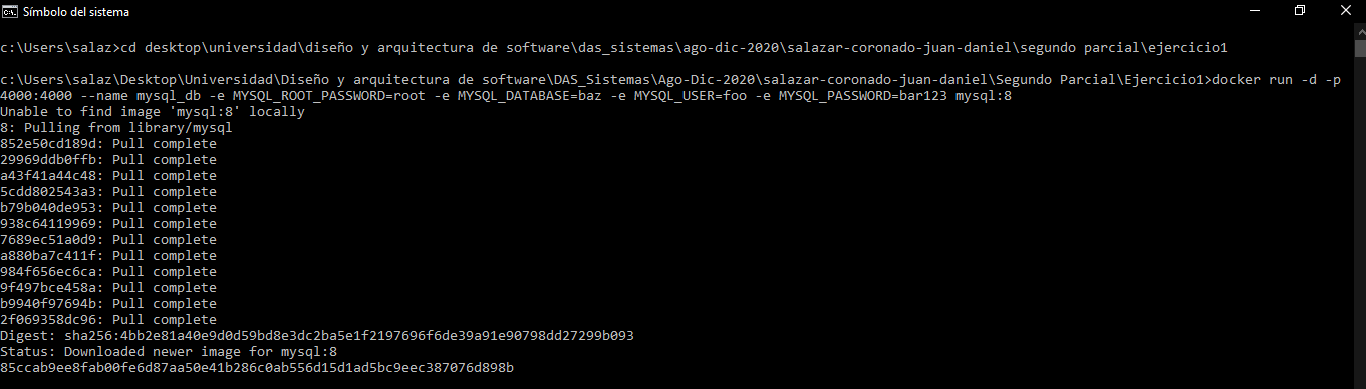 Símbolo del sistema
c:\Users\salaz>cd desktop\universidad\diseño y arquitectura de software\das_sistemas\ago-dic-2020\salazar-coronado-juan-daniel\segundo parcial\ejercicio1
c:\Users\salaz\Desktop\Universidad\Diseño y arquitectura de software\DAS_Sistemas\Ago-Dic-2020\salazar-coronado-juan-daniel\Segundo Parcial\Ejercicio1>docker run -d -p
4000:4000 --name mysql_db -e MYSQL_ROOT_PASSWORD=root -e MYSQL_DATABASE=baz -e MYSQL_USER=foo -e MYSQL_PASSWORD=bar123 mysql:8
Unable to find image 'mysql:8' locally
8: Pulling from library/mysql
852e50cd189d: Pull complete
29969ddb0ffb: Pull complete
a43f41a44c48: Pull complete
5cdd802543a3: Pull complete
b79b040de953: Pull complete
938c64119969: Pull complete
7689ec51a0d9: Pull complete
a880ba7c411f: Pull complete
984f656ec6ca: Pull complete
9f497bce458a: Pull complete
b9940f97694b: Pull complete
2f069358dc96: Pull complete
Digest: sha256:4bb2e81a40e9d0d59bd8e3dc2ba5e1f2197696f6de39a91e90798dd27299b093
Status: Downloaded newer image for mysql:8
85ccab9ee8fab00fe6d87aa50e41b286c0ab556d15d1ad5bc9eec387076d898b